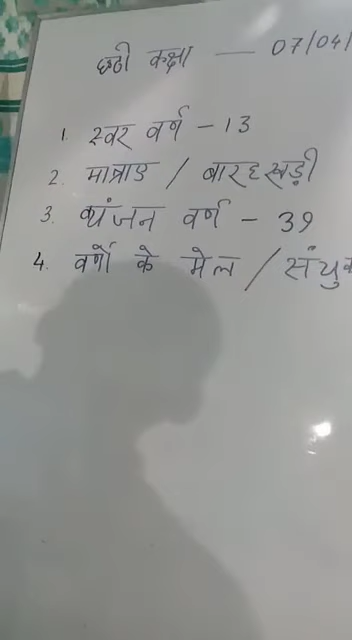 छठी कक्षा — 07/04/
1. स्वर वर्ण - 13
2. मात्राऐ / बारहखड़ी
3. व्यंजन वर्ण - 39
4. वर्णों के मेल /